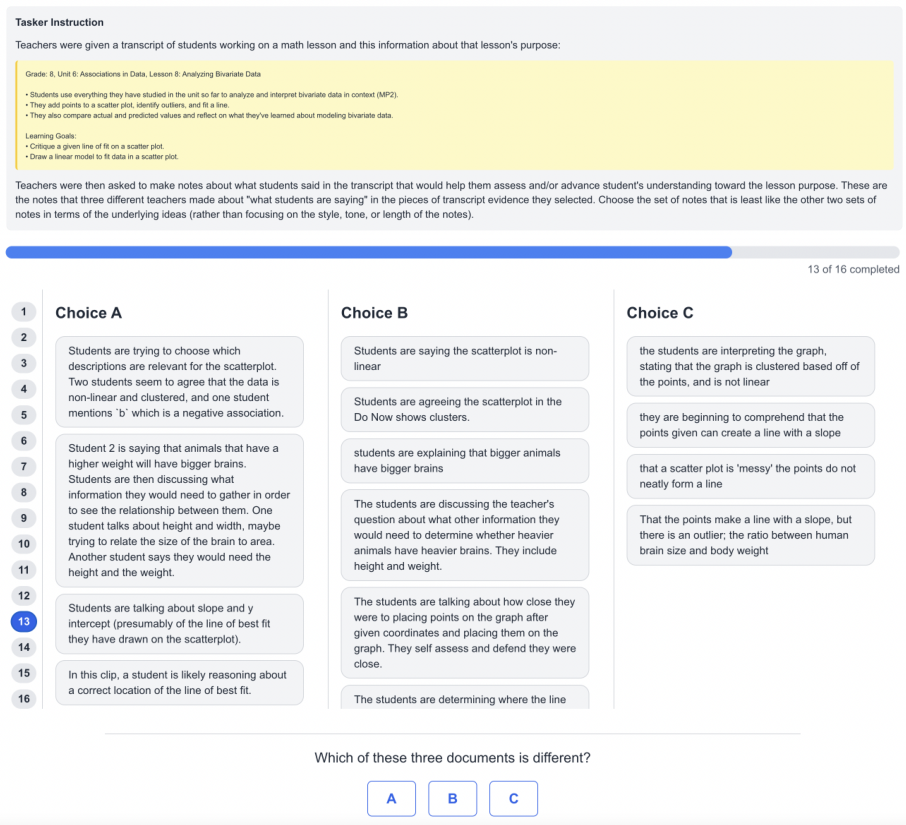 Tasker Instruction
Teachers were given a transcript of students working on a math lesson and this information about that lesson's purpose:
Grade: 8, Unit 6: Associations in Data, Lesson 8: Analyzing Bivariate Data
• Students use everything they have studied in the unit so far to analyze and interpret bivariate data in context (MP2).
• They add points to a scatter plot, identify outliers, and fit a line.
• They also compare actual and predicted values and reflect on what they've learned about modeling bivariate data.
Learning Goals:
• Critique a given line of fit on a scatter plot.
• Draw a linear model to fit data in a scatter plot.
Teachers were then asked to make notes about what students said in the transcript that would help them assess and/or advance student's understanding toward the lesson purpose. These are
the notes that three different teachers made about "what students are saying" in the pieces of transcript evidence they selected. Choose the set of notes that is least like the other two sets of
notes in terms of the underlying ideas (rather than focusing on the style, tone, or length of the notes).
13 of 16 completed
1
2
3
4
5
6
7
8
9
10
11
12
13
14
15
16
Choice A
Students are trying to choose which
descriptions are relevant for the scatterplot.
Two students seem to agree that the data is
non-linear and clustered, and one student
mentions `b` which is a negative association.
Student 2 is saying that animals that have a
higher weight will have bigger brains.
Students are then discussing what
information they would need to gather in order
to see the relationship between them. One
student talks about height and width, maybe
trying to relate the size of the brain to area.
Another student says they would need the
height and the weight.
Students are talking about slope and y
intercept (presumably of the line of best fit
they have drawn on the scatterplot).
In this clip, a student is likely reasoning about
a correct location of the line of best fit.
Choice B
Students are saying the scatterplot is non-
linear
Students are agreeing the scatterplot in the
Do Now shows clusters.
students are explaining that bigger animals
have bigger brains
The students are discussing the teacher's
question about what other information they
would need to determine whether heavier
animals have heavier brains. They include
height and weight.
The students are talking about how close they
were to placing points on the graph after
given coordinates and placing them on the
graph. They self assess and defend they were
close.
The students are determining where the line
Choice C
the students are interpreting the graph,
stating that the graph is clustered based off of
the points, and is not linear
they are beginning to comprehend that the
points given can create a line with a slope
that a scatter plot is 'messy' the points do not
neatly form a line
That the points make a line with a slope, but
there is an outlier; the ratio between human
brain size and body weight
Which of these three documents is different?
A
B
C